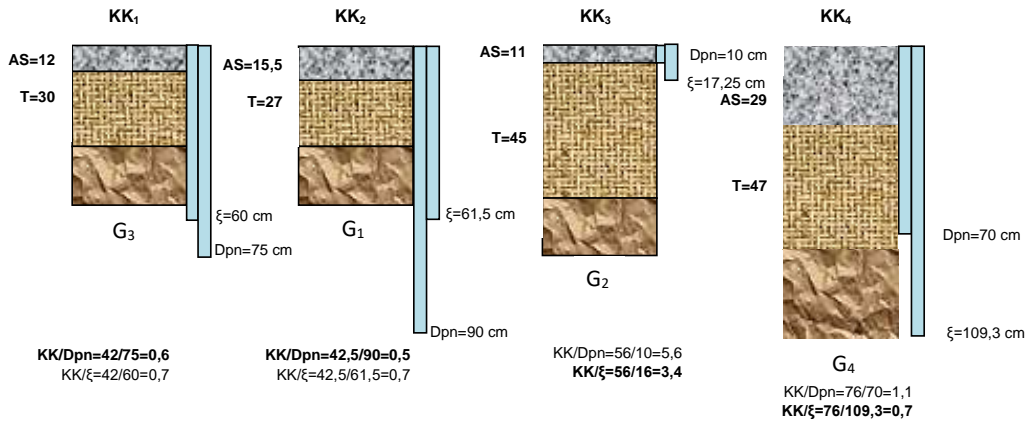 KK₁
AS=12
T=30
ξ=60 cm
G₃
Dpn=75 cm
KK/Dpn=42/75=0,6
KK/ξ=42/60=0,7
KK₂
AS=15,5
T=27
ξ=61,5 cm
G₁
Dpn=90 cm
KK/Dpn=42,5/90=0,5
KK/ξ=42,5/61,5=0,7
KK₃
AS=11
Dpn=10 cm
ξ=17,25 cm
T=45
G₂
KK/Dpn=56/10=5,6
KK/ξ=56/16=3,4
KK₄
AS=29
T=47
Dpn=70 cm
ξ=109,3 cm
G₄
KK/Dpn=76/70=1,1
KK/ξ=76/109,3=0,7